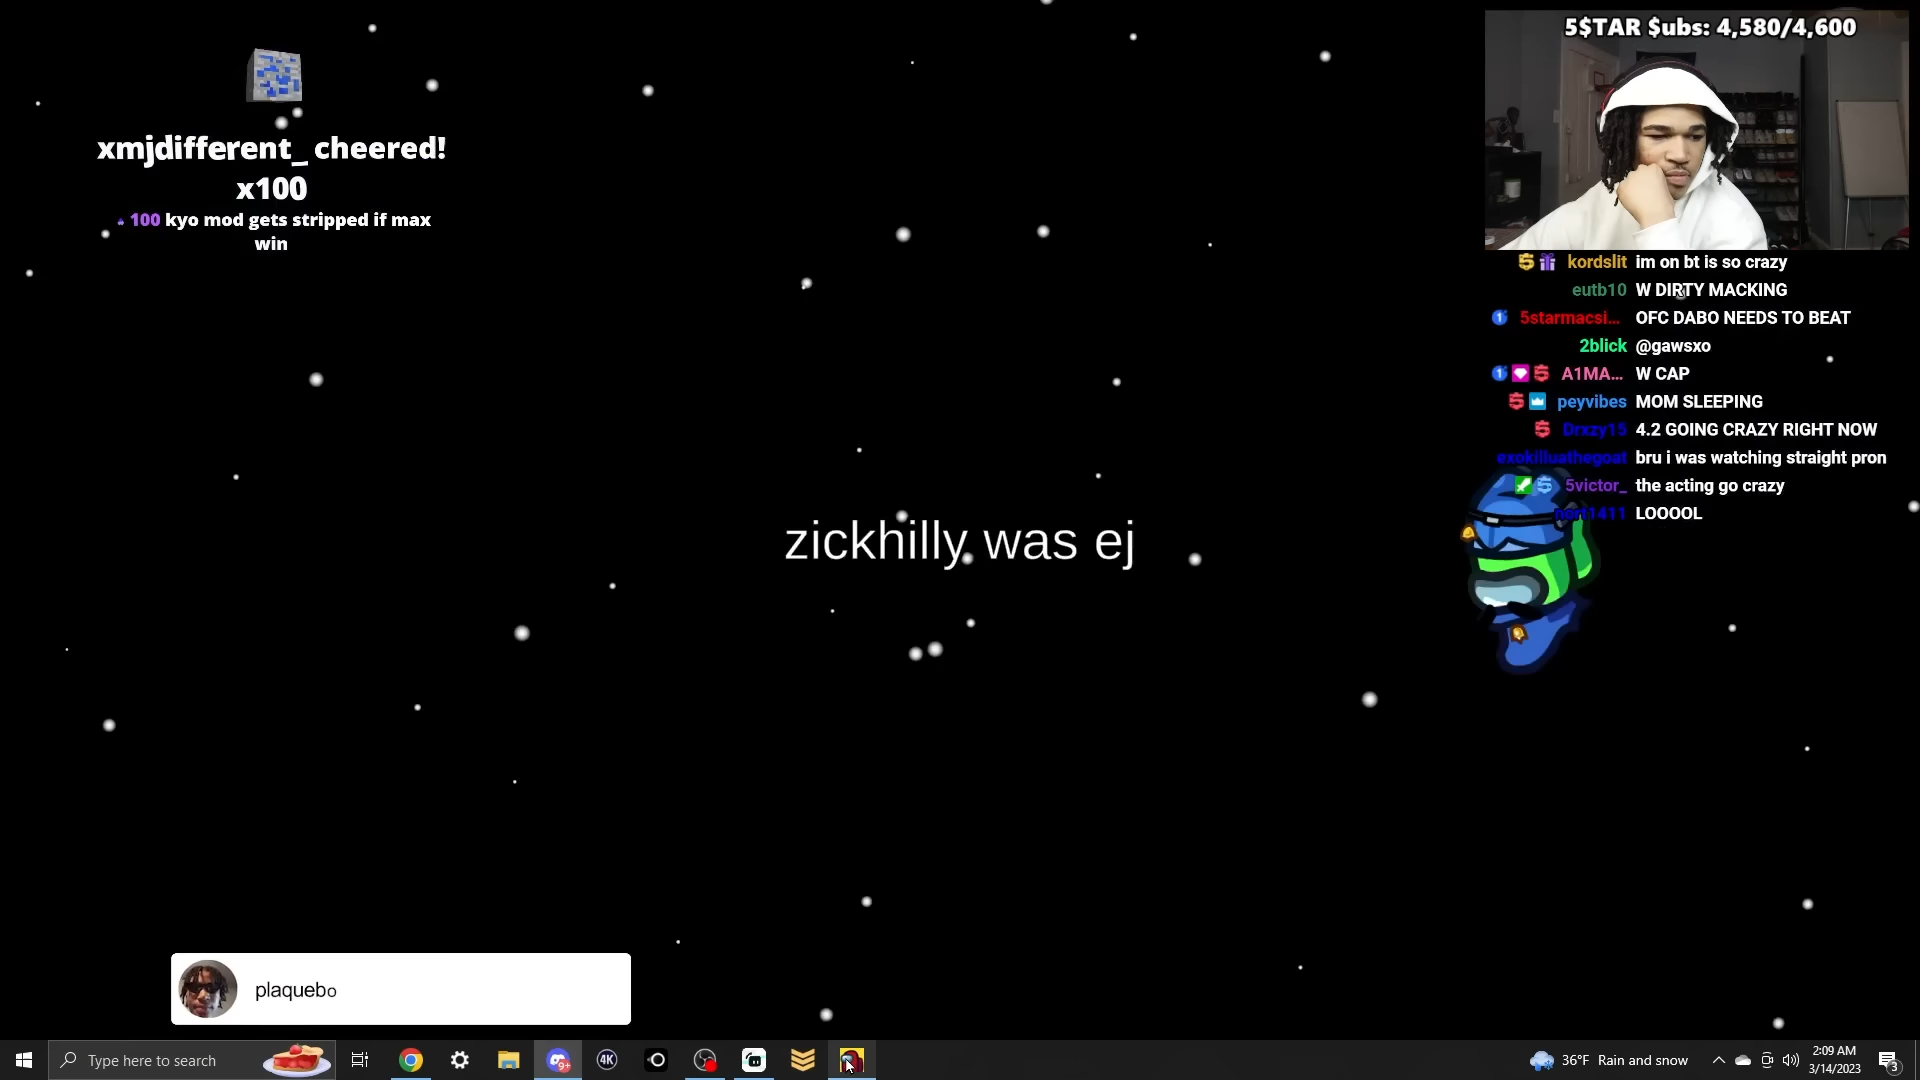 5$TAR $ubs: 4,580/4,600
xmjdifferent_ cheered!
x100
100 kyo mod gets stripped if max
win
kordslit im on bt is so crazy
eutb10 W DIRTY MACKING
5starmacsi... OFC DABO NEEDS TO BEAT
2blick @gawsxo
A1MA... W CAP
peyvibes MOM SLEEPING
Drxzy15 4.2 GOING CRAZY RIGHT NOW
exokilluathegoat bru i was watching straight pron
5victor_ the acting go crazy
nort1411 LOOOOL
zickhilly was ej
plaquebo
Type here to search
9+
4K
36°F Rain and snow
2:09 AM
3/14/2023
3